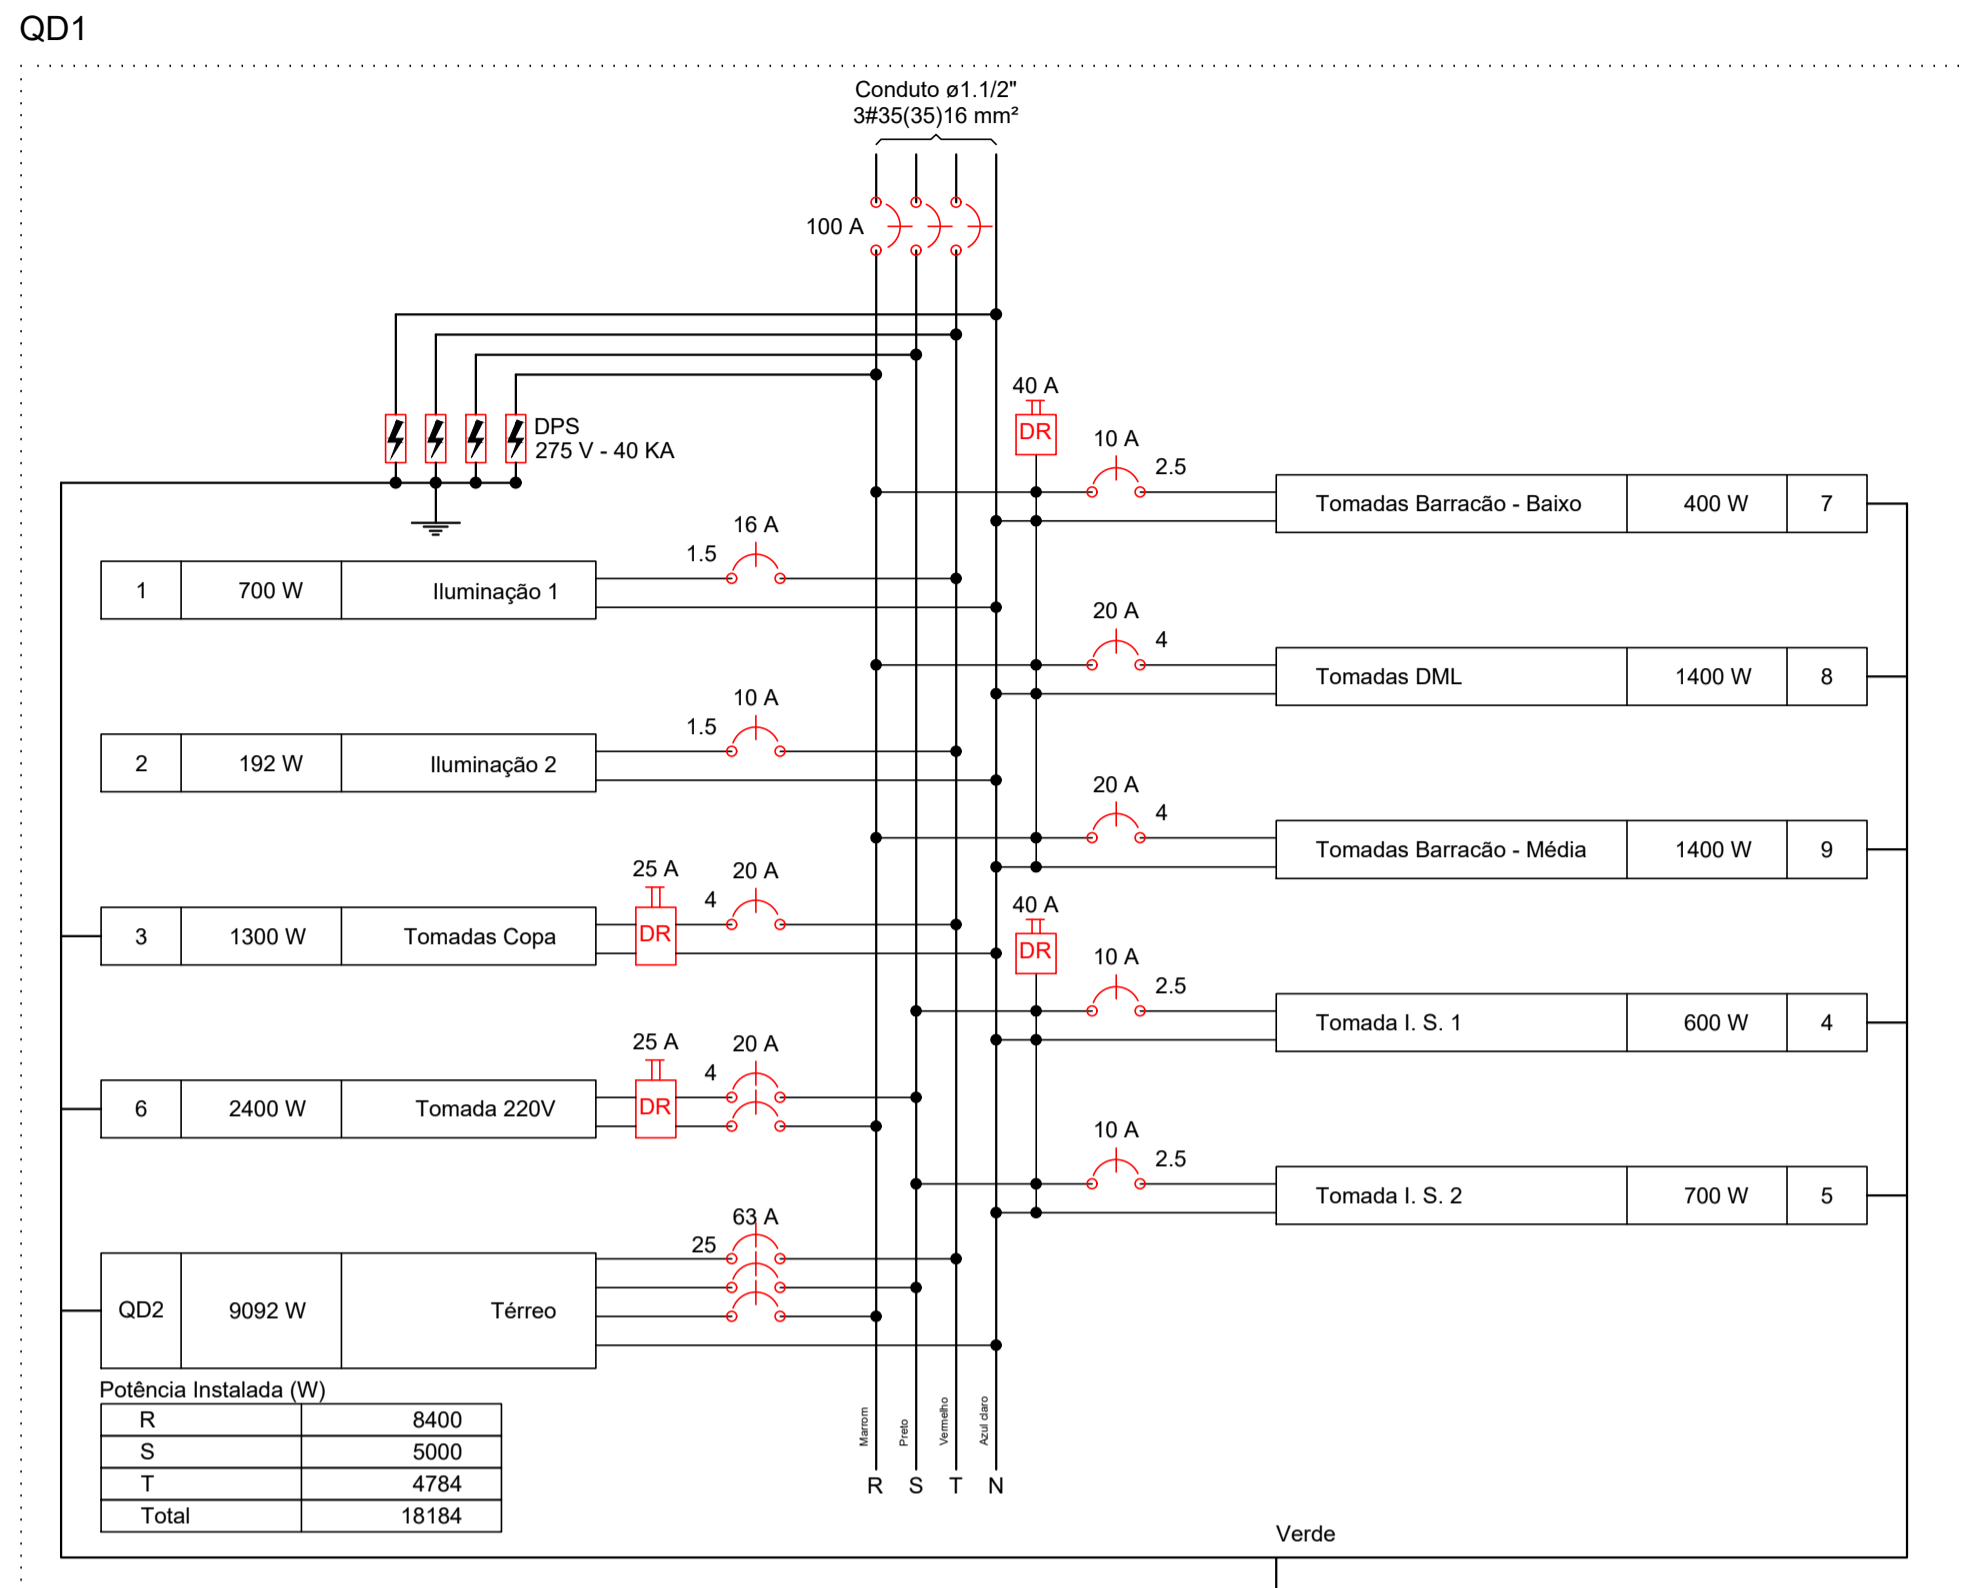 QD1
Conduto ø1.1/2"
3#35(35)16 mm²
100 A
DPS
275 V - 40 KA
40 A
DR
10 A
2.5
Tomadas Barracão - Baixo
400 W
7
16 A
1.5
1
700 W
Iluminação 1
20 A
4
Tomadas DML
1400 W
8
10 A
1.5
2
192 W
Iluminação 2
20 A
4
Tomadas Barracão - Média
1400 W
9
25 A
20 A
4
DR
3
1300 W
Tomadas Copa
40 A
DR
10 A
2.5
Tomada I. S. 1
600 W
4
25 A
20 A
4
DR
6
2400 W
Tomada 220V
10 A
2.5
Tomada I. S. 2
700 W
5
63 A
25
QD2
9092 W
Térreo
Potência Instalada (W)
R 8400
S 5000
T 4784
Total 18184
Marrom
Preto
Vermelho
Azul claro
R S T N
Verde